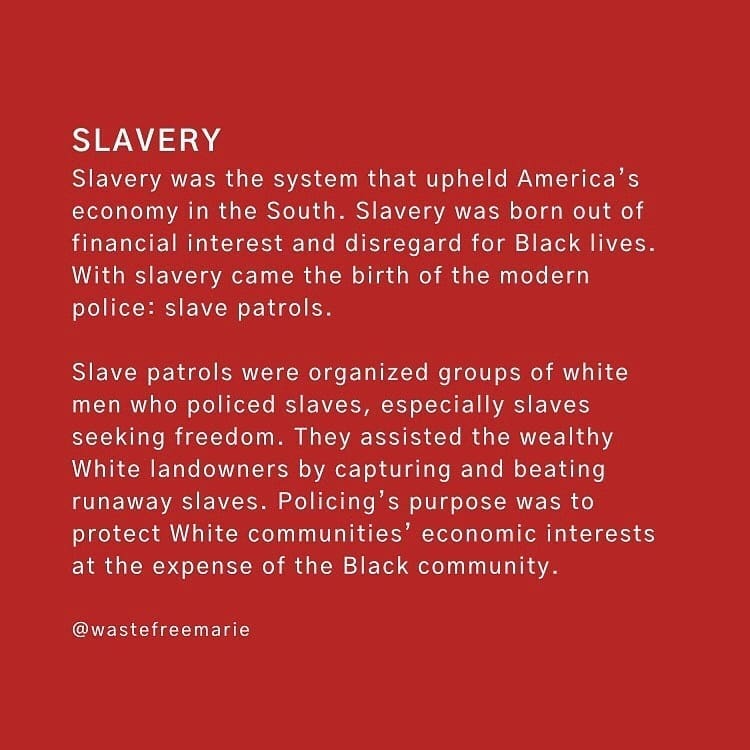 SLAVERY
Slavery was the system that upheld America’s
economy in the South. Slavery was born out of
financial interest and disregard for Black lives.
With slavery came the birth of the modern
police: slave patrols.
Slave patrols were organized groups of white
men who policed slaves, especially slaves
seeking freedom. They assisted the wealthy
White landowners by capturing and beating
runaway slaves. Policing’s purpose was to
protect White communities’ economic interests
at the expense of the Black community.
@wastefreemarie